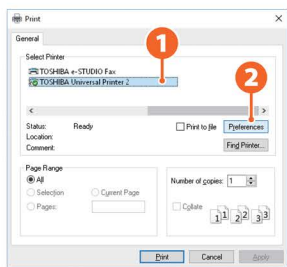 Print
General
Select Printer
1
TOSHIBA e-STUDIO Fax
TOSHIBA Universal Printer 2
2
Status: Ready
Print to file
Preferences
Location:
Comment:
Find Printer...
Page Range
All
Selection
Current Page
Pages:
Number of copies: 1
Collate
1 1 2 2 3 3
Print
Cancel
Apply